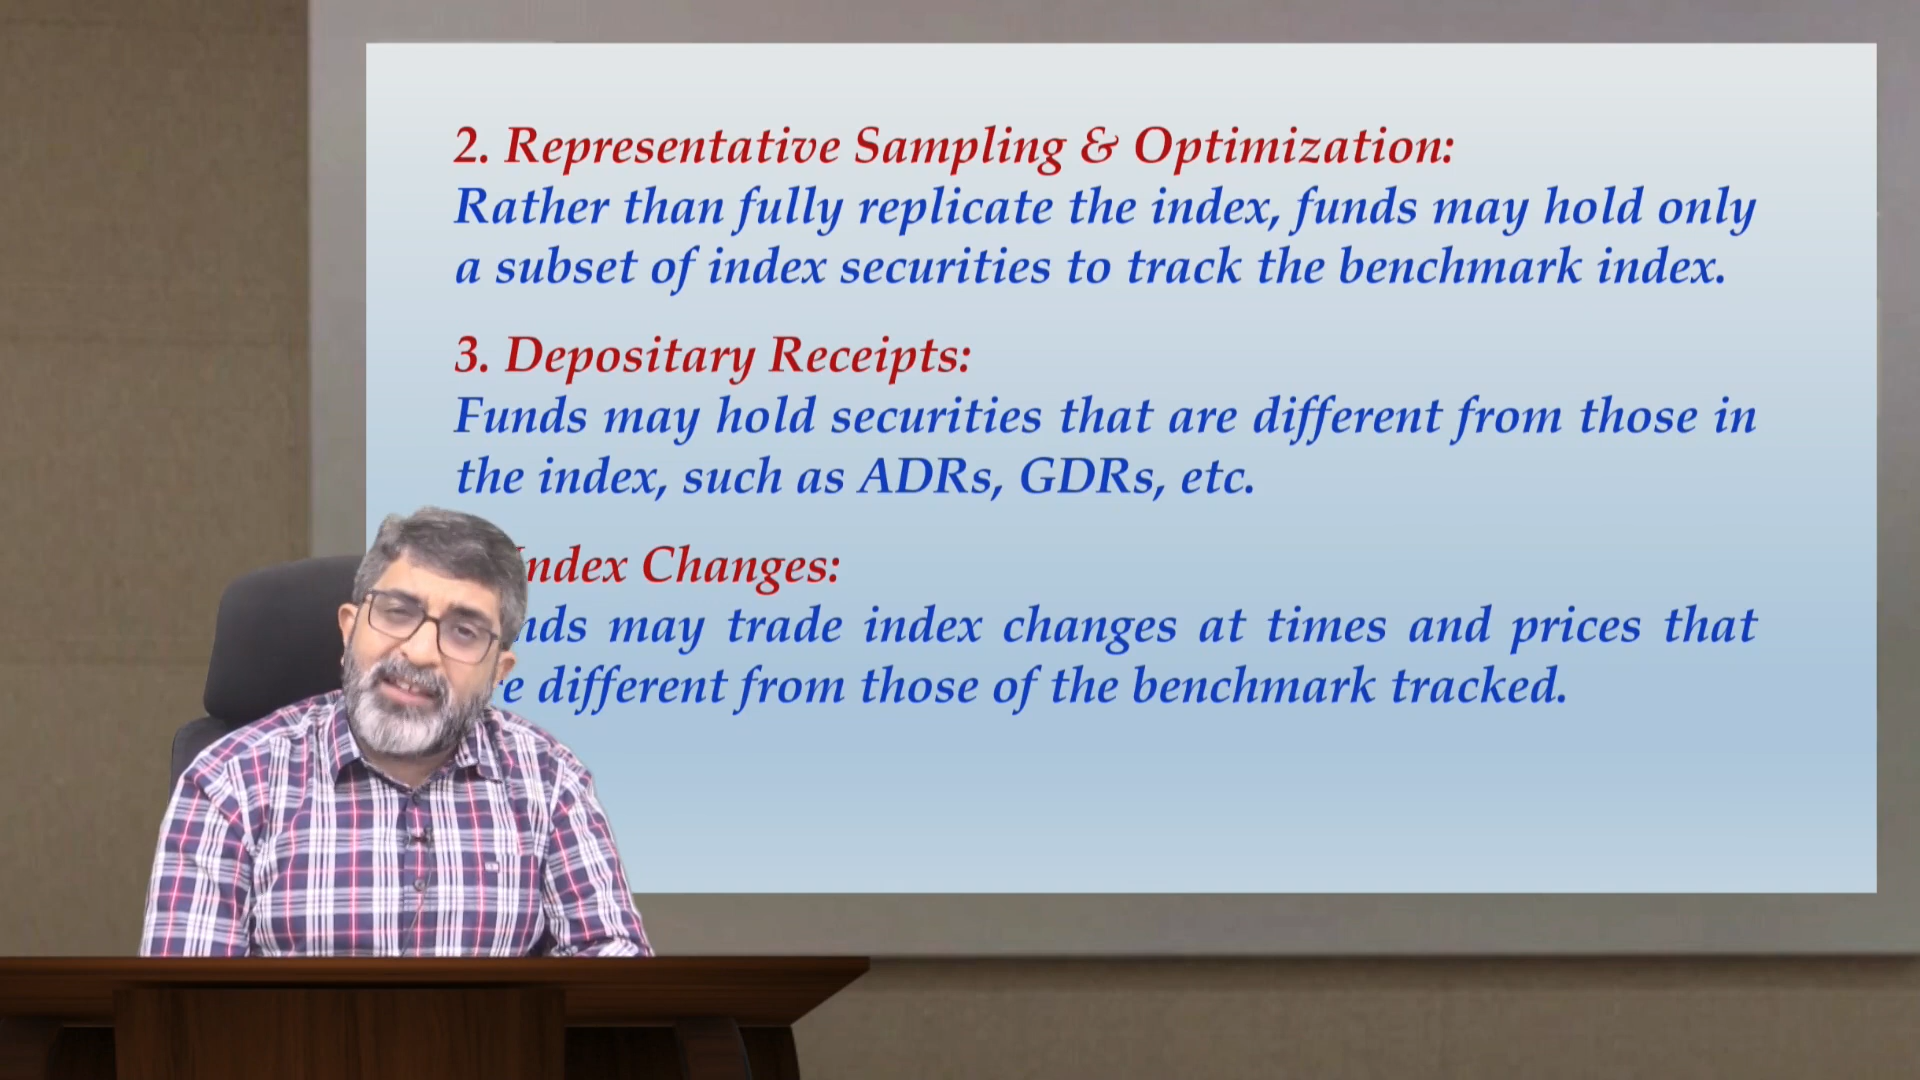 2. Representative Sampling & Optimization:
Rather than fully replicate the index, funds may hold only
a subset of index securities to track the benchmark index.
3. Depositary Receipts:
Funds may hold securities that are different from those in
the index, such as ADRs, GDRs, etc.
Index Changes:
may trade index changes at times and prices that
different from those of the benchmark tracked.